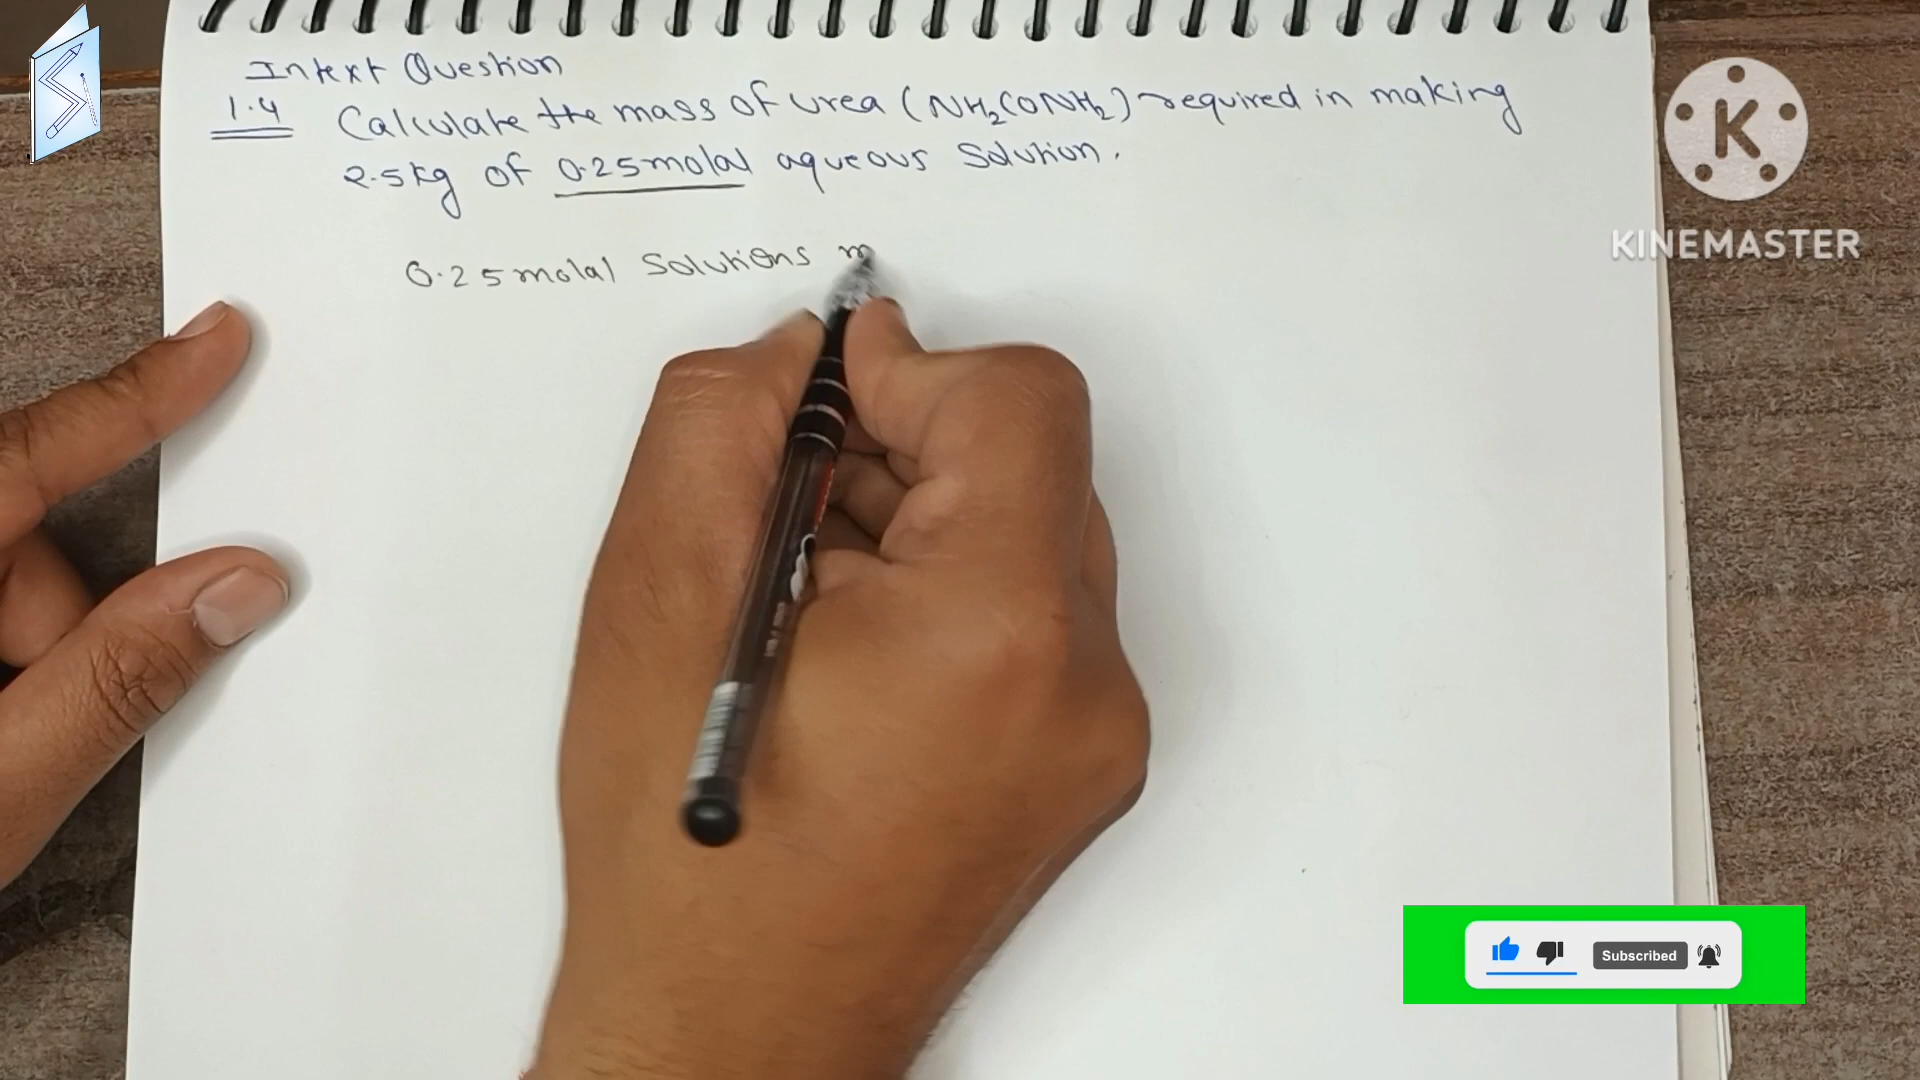 Intext Question
1.4 Calculate the mass of urea (NH₂CONH₂) required in making
2.5kg of 0.25molal aqueous Solution.
0.25molal Solutions m
K
KINEMASTER
Subscribed